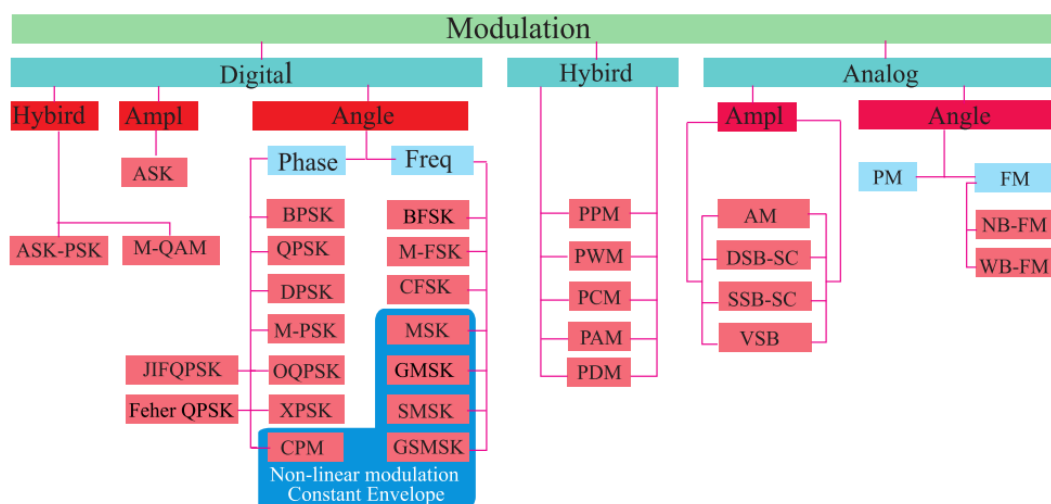 Modulation
Digital
Hybird
Analog
Hybird
Ampl
Angle
Ampl
Angle
ASK
Phase
Freq
PM
FM
ASK-PSK
M-QAM
BPSK
BFSK
QPSK
M-FSK
DPSK
CFSK
M-PSK
MSK
JIFQPSK
OQPSK
GMSK
Feher QPSK
XPSK
SMSK
CPM
GSMSK
Non-linear modulation
Constant Envelope
PPM
PWM
PCM
PAM
PDM
AM
DSB-SC
SSB-SC
VSB
NB-FM
WB-FM